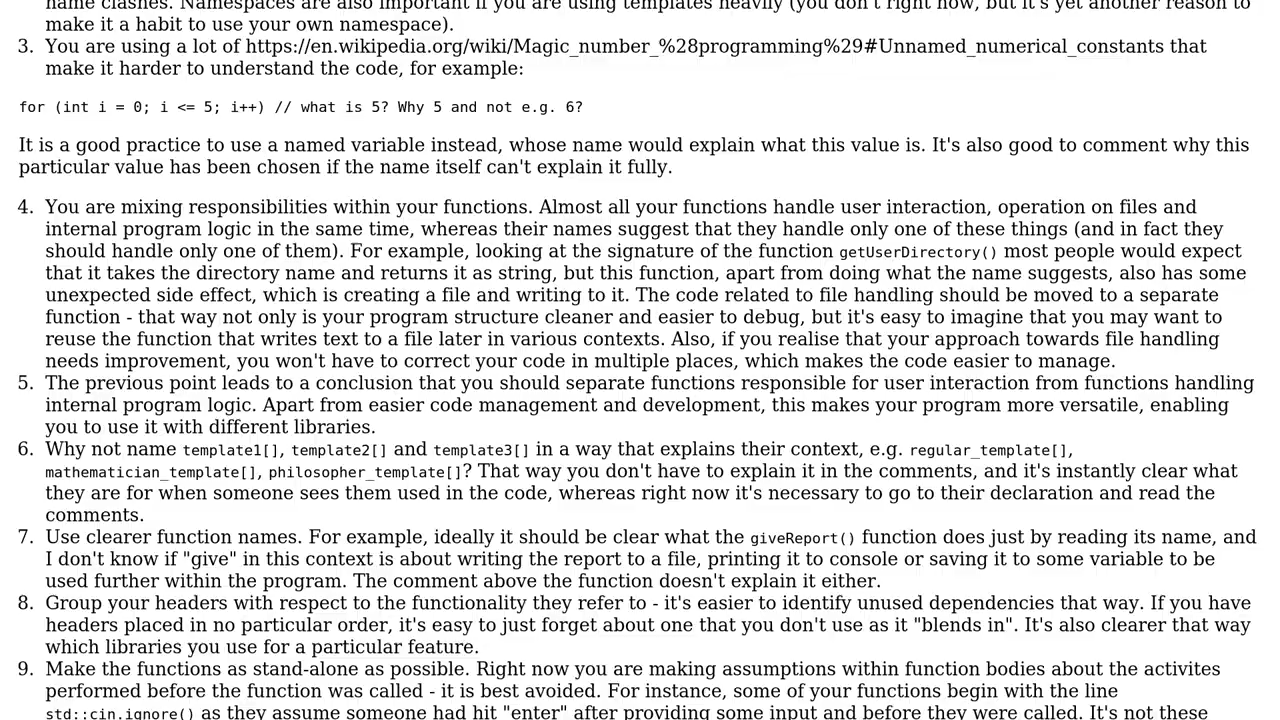 name clashes. Namespaces are also important if you are using templates heavily (you don't right now, but it's yet another reason to
make it a habit to use your own namespace).
3. You are using a lot of https://en.wikipedia.org/wiki/Magic_number_%28programming%29#Unnamed_numerical_constants that
make it harder to understand the code, for example:
for (int i = 0; i <= 5; i++) // what is 5? Why 5 and not e.g. 6?
It is a good practice to use a named variable instead, whose name would explain what this value is. It's also good to comment why this
particular value has been chosen if the name itself can't explain it fully.
4. You are mixing responsibilities within your functions. Almost all your functions handle user interaction, operation on files and
internal program logic in the same time, whereas their names suggest that they handle only one of these things (and in fact they
should handle only one of them). For example, looking at the signature of the function getUserDirectory() most people would expect
that it takes the directory name and returns it as string, but this function, apart from doing what the name suggests, also has some
unexpected side effect, which is creating a file and writing to it. The code related to file handling should be moved to a separate
function - that way not only is your program structure cleaner and easier to debug, but it's easy to imagine that you may want to
reuse the function that writes text to a file later in various contexts. Also, if you realise that your approach towards file handling
needs improvement, you won't have to correct your code in multiple places, which makes the code easier to manage.
5. The previous point leads to a conclusion that you should separate functions responsible for user interaction from functions handling
internal program logic. Apart from easier code management and development, this makes your program more versatile, enabling
you to use it with different libraries.
6. Why not name template1[], template2[] and template3[] in a way that explains their context, e.g. regular_template[],
mathematician_template[], philosopher_template[]? That way you don't have to explain it in the comments, and it's instantly clear what
they are for when someone sees them used in the code, whereas right now it's necessary to go to their declaration and read the
comments.
7. Use clearer function names. For example, ideally it should be clear what the giveReport() function does just by reading its name, and
I don't know if "give" in this context is about writing the report to a file, printing it to console or saving it to some variable to be
used further within the program. The comment above the function doesn't explain it either.
8. Group your headers with respect to the functionality they refer to - it's easier to identify unused dependencies that way. If you have
headers placed in no particular order, it's easy to just forget about one that you don't use as it "blends in". It's also clearer that way
which libraries you use for a particular feature.
9. Make the functions as stand-alone as possible. Right now you are making assumptions within function bodies about the activites
performed before the function was called - it is best avoided. For instance, some of your functions begin with the line
std::cin.ignore() as they assume someone had hit "enter" after providing some input and before they were called. It's not these